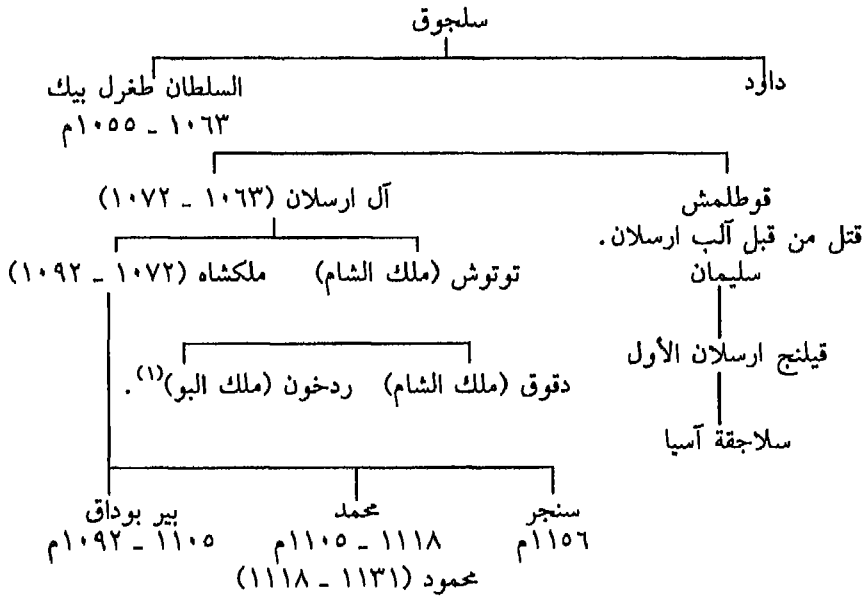 سلجوق
داود
السلطان طغرل بيك
١٠٥٥ - ١٠٦٣م
قوطلمش آل ارسلان (١٠٦٣ - ١٠٧٢)
قتل من قبل آلب ارسلان.
سليمان توتوش (ملك الشام) ملكشاه (١٠٧٢ - ١٠٩٢)
قيلنج ارسلان الأول
دقوق (ملك الشام) ردخون (ملك البو)(١).
سلاجقة آسيا
سنجر محمد بير بوداق
١١٥٦م ١١١٨ - ١١٠٥م ١١٠٥ - ١٠٩٢م
محمود (١١٣١ - ١١١٨)